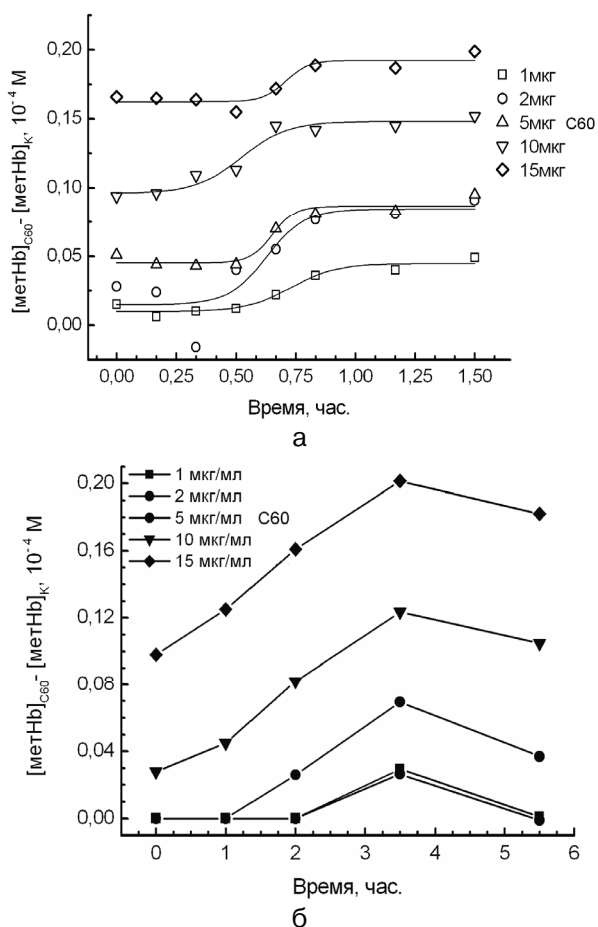 а
0,20
0,15
0,10
0,05
0,00
[метHb]C60- [метHb]K, 10⁻⁴ М
1мкг
2мкг
5мкг C60
10мкг
15мкг
0,00 0,25 0,50 0,75 1,00 1,25 1,50
Время, час.
а
1 мкг/мл
2 мкг/мл
5 мкг/мл C60
10 мкг/мл
15 мкг/мл
0,20
0,16
0,12
0,08
0,04
0,00
[метHb]C60- [метHb]K, 10⁻⁴ М
0 1 2 3 4 5 6
Время, час.
б